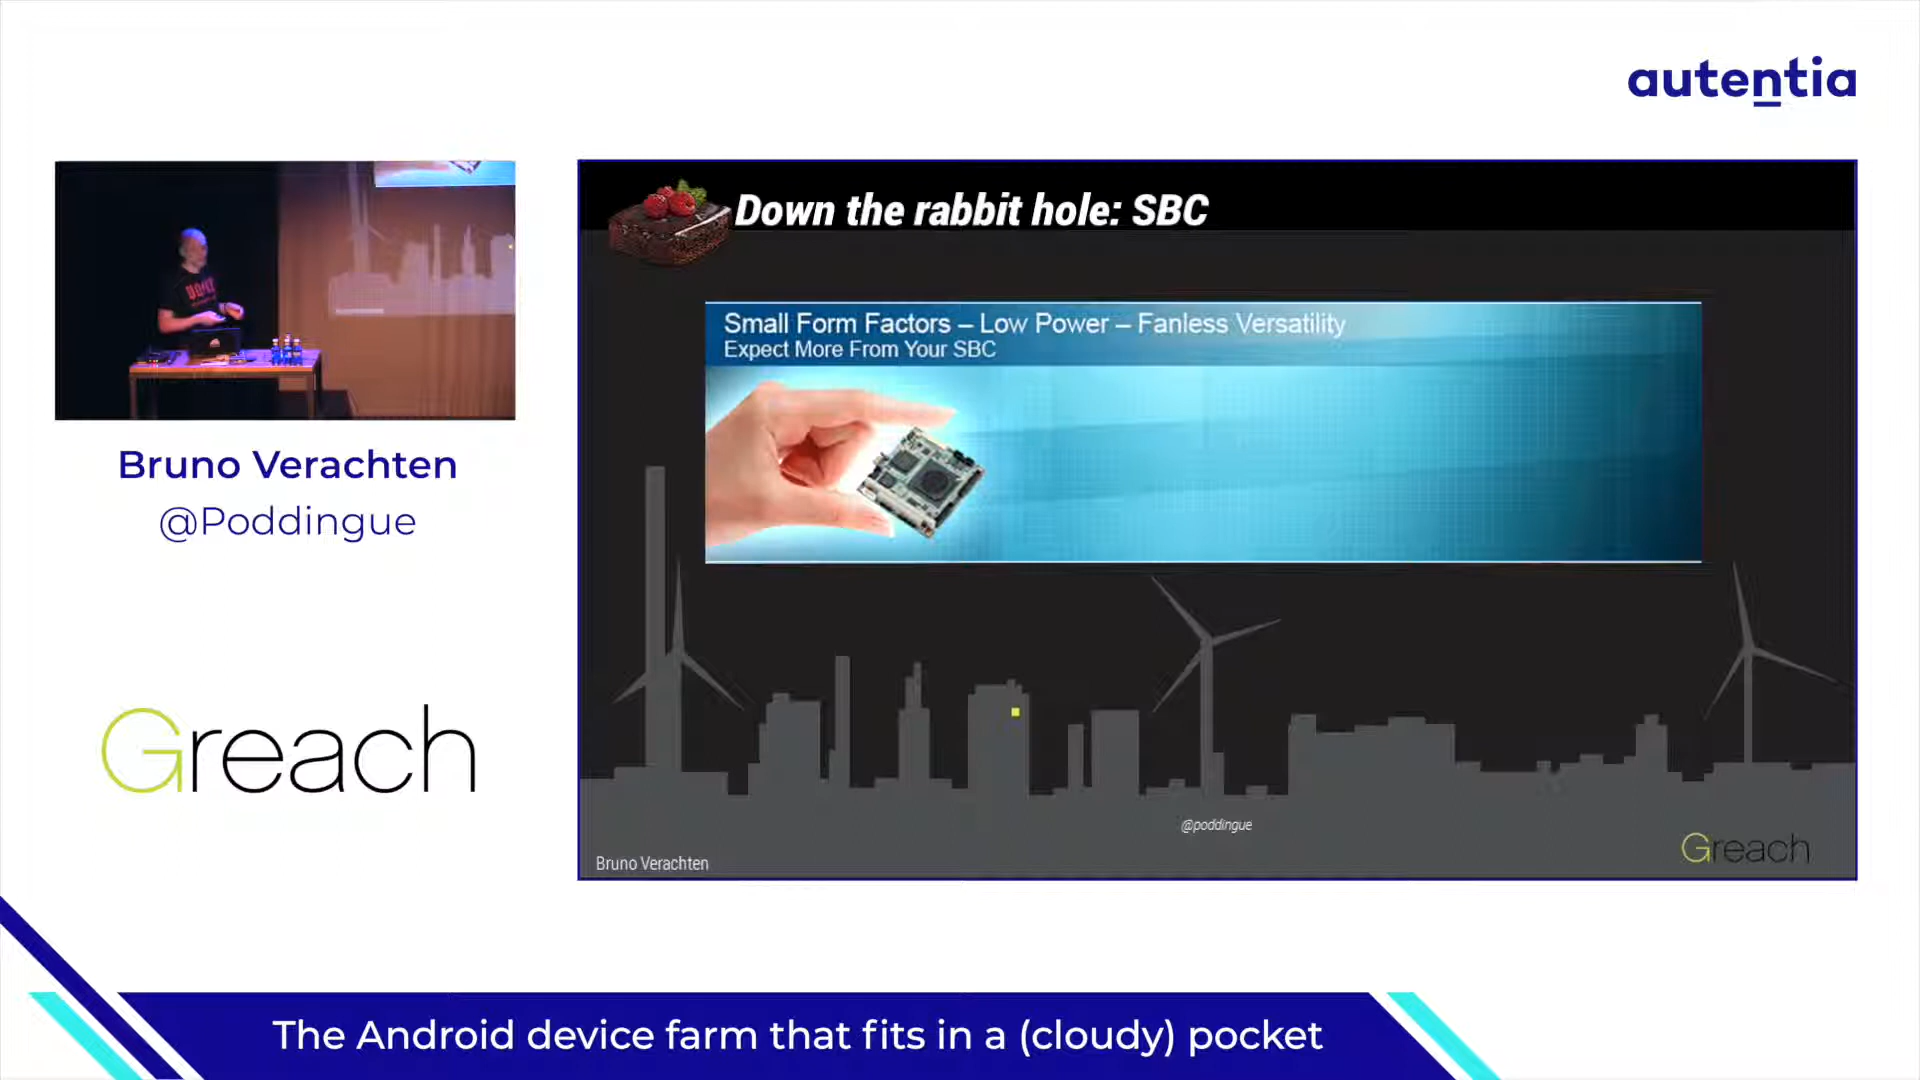 autentia
Bruno Verachten
@Poddingue
Greach
Down the rabbit hole: SBC
Small Form Factors – Low Power – Fanless Versatility
Expect More From Your SBC
@poddingue
Bruno Verachten
Greach
The Android device farm that fits in a (cloudy) pocket